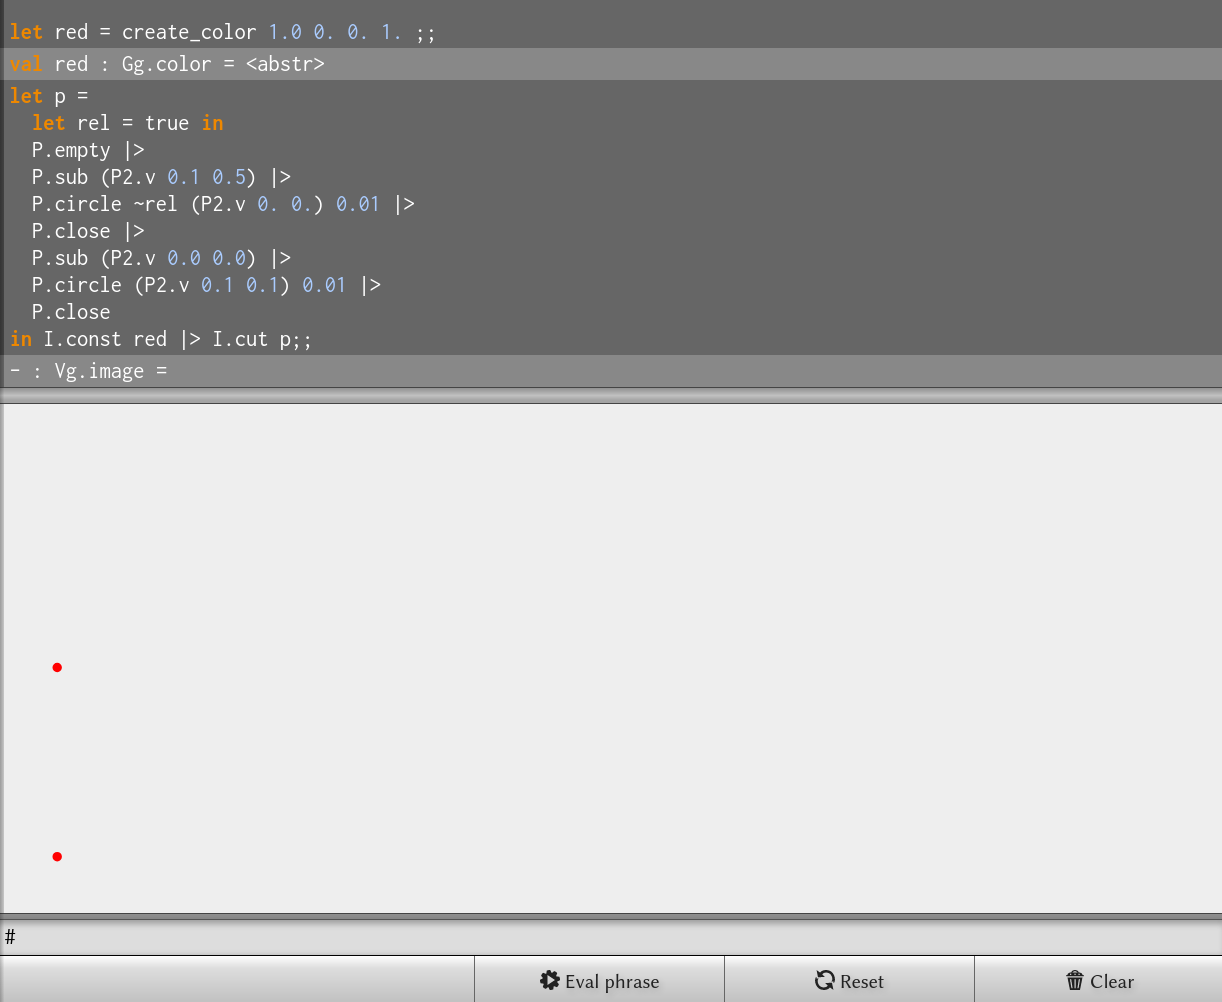 let red = create_color 1.0 0. 0. 1. ;;
val red : Gg.color = <abstr>
let p =
  let rel = true in
  P.empty |>
  P.sub (P2.v 0.1 0.5) |>
  P.circle ~rel (P2.v 0. 0.) 0.01 |>
  P.close |>
  P.sub (P2.v 0.0 0.0) |>
  P.circle (P2.v 0.1 0.1) 0.01 |>
  P.close
in I.const red |> I.cut p;;
- : Vg.image =
#
Eval phrase Reset Clear